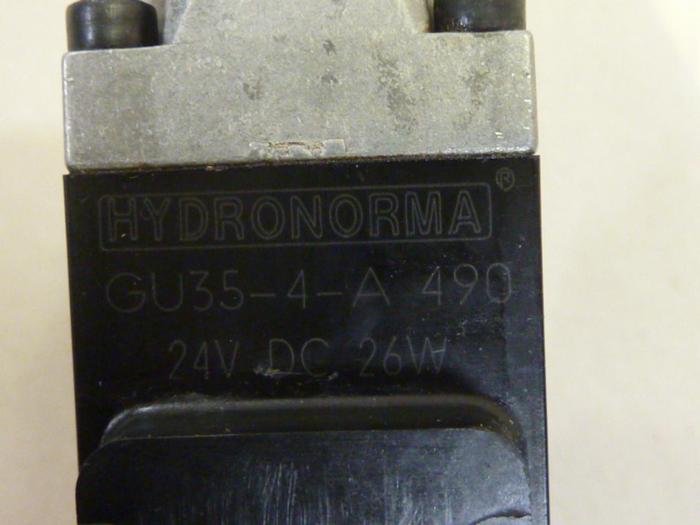 HYDRONORMA®
GU35-4-A 490
24V DC 26W